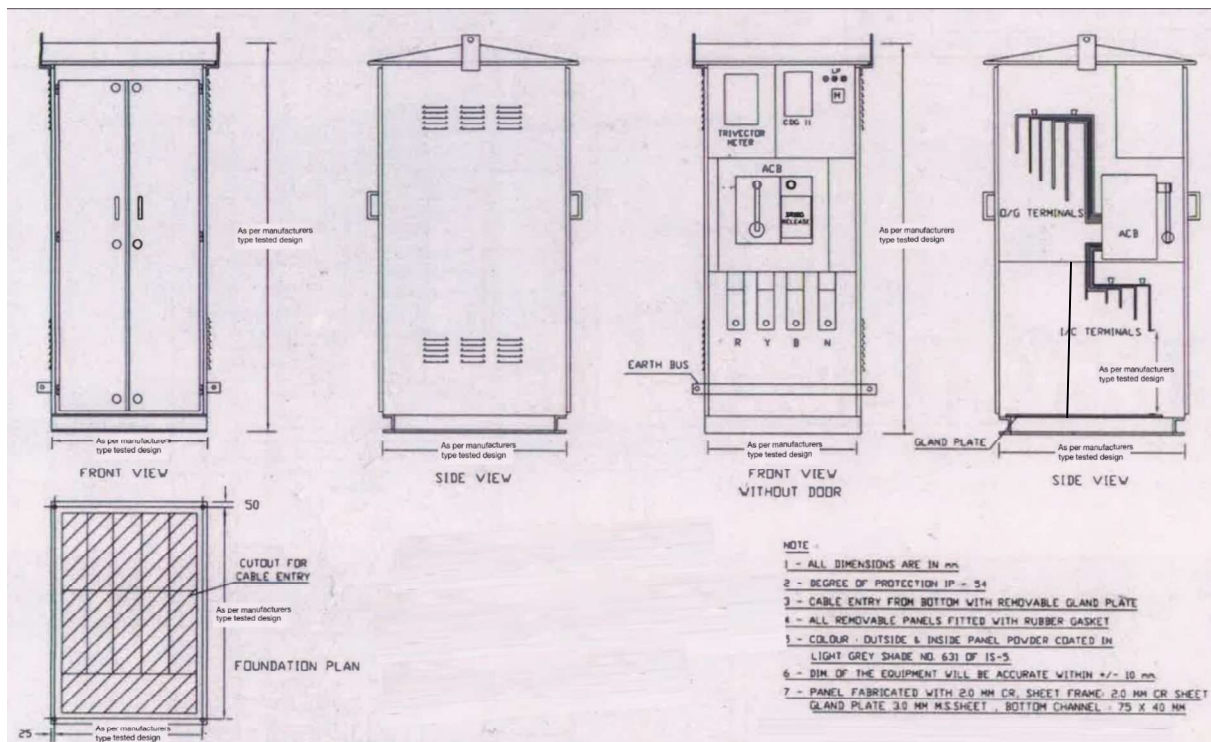 As per manufacturers
type tested design
As per manufacturers
type tested design
FRONT VIEW
SIDE VIEW
TRIVECTOR
METER
CDG 11
LP
M
ACB
SPRING
RELEASE
R Y B N
EARTH BUS
As per manufacturers
type tested design
As per manufacturers
type tested design
FRONT VIEW
WITHOUT DOOR
As per manufacturers
type tested design
O/G TERMINALS
ACB
I/C TERMINALS
As per manufacturers
type tested design
GLAND PLATE
As per manufacturers
type tested design
SIDE VIEW
50
CUTOUT FOR
CABLE ENTRY
As per manufacturers
type tested design
FOUNDATION PLAN
25
As per manufacturers
type tested design
NOTE
1 - ALL DIMENSIONS ARE IN mm
2 - DEGREE OF PROTECTION IP - 54
3 - CABLE ENTRY FROM BOTTOM WITH REMOVABLE GLAND PLATE
4 - ALL REMOVABLE PANELS FITTED WITH RUBBER GASKET
5 - COLOUR : OUTSIDE & INSIDE PANEL POWDER COATED IN
LIGHT GREY SHADE NO. 631 OF IS-5.
6 - DIM. OF THE EQUIPMENT WILL BE ACCURATE WITHIN +/- 10 mm
7 - PANEL FABRICATED WITH 2.0 MM CR. SHEET FRAME: 2.0 MM CR SHEET
GLAND PLATE 3.0 MM M.S.SHEET , BOTTOM CHANNEL : 75 X 40 MM